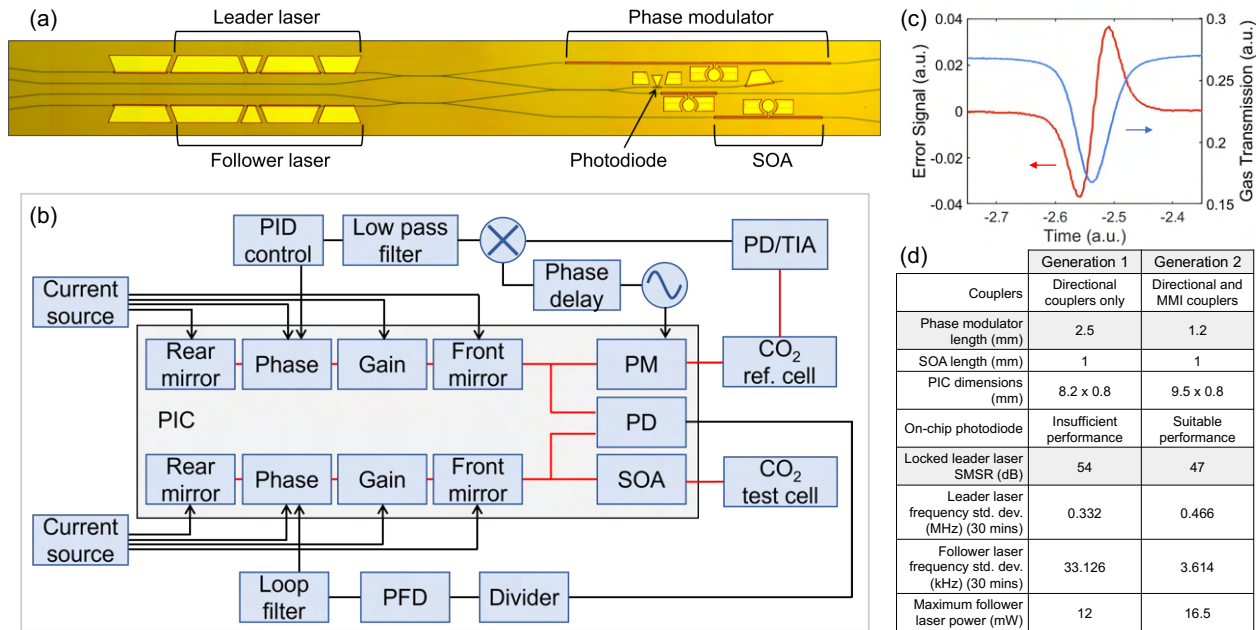 (a)
Leader laser
Phase modulator
Follower laser
Photodiode
SOA
(b)
PID
control
Low pass
filter
PD/TIA
Phase
delay
Current
source
Rear
mirror
Phase
Gain
Front
mirror
PM
CO2
ref. cell
PIC
PD
Rear
mirror
Phase
Gain
Front
mirror
SOA
CO2
test cell
Current
source
Loop
filter
PFD
Divider
(c)
Error Signal (a.u.)
0.04
0.02
0
-0.02
-0.04
0.3
0.25
0.2
0.15
Gas Transmission (a.u.)
-2.7
-2.6
-2.5
-2.4
Time (a.u.)
(d)
Generation 1
Generation 2
Couplers
Directional
couplers only
Directional and
MMI couplers
Phase modulator
length (mm)
2.5
1.2
SOA length (mm)
1
1
PIC dimensions
(mm)
8.2 x 0.8
9.5 x 0.8
On-chip photodiode
Insufficient
performance
Suitable
performance
Locked leader laser
SMSR (dB)
54
47
Leader laser
frequency std. dev.
(MHz) (30 mins)
0.332
0.466
Follower laser
frequency std. dev.
(kHz) (30 mins)
33.126
3.614
Maximum follower
laser power (mW)
12
16.5